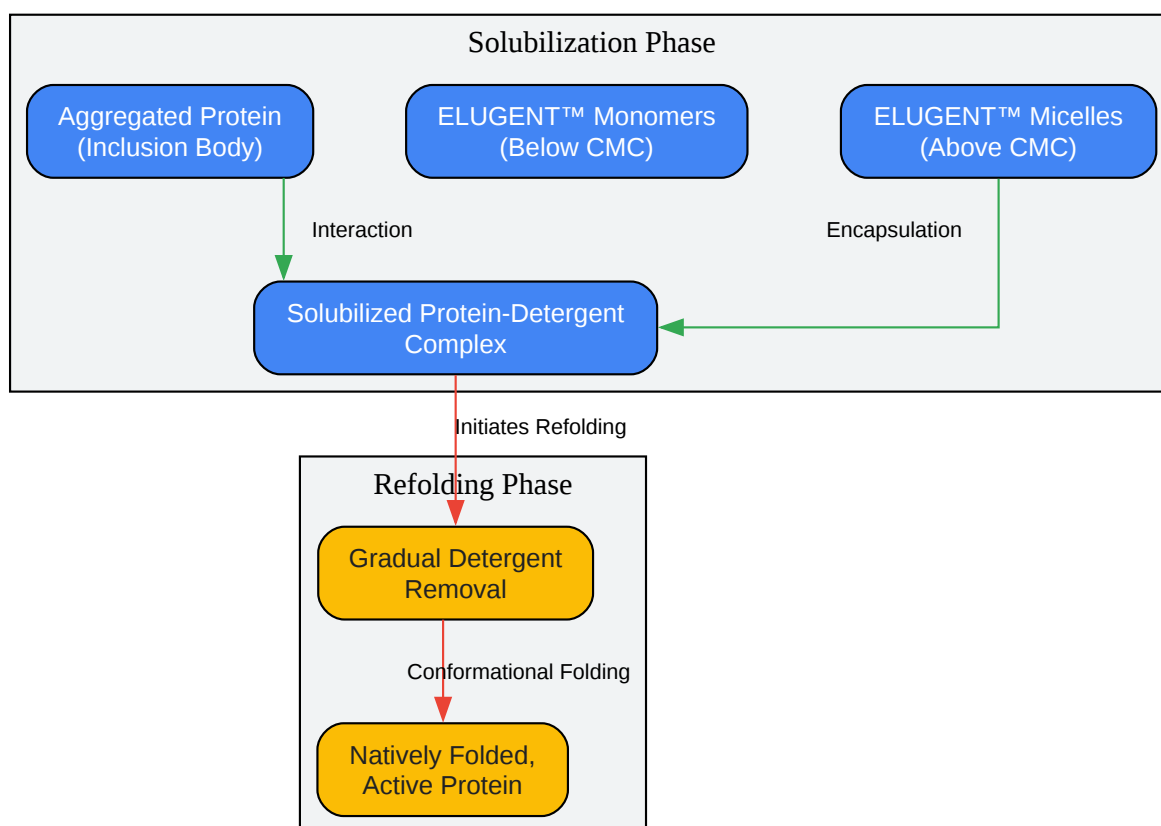 Solubilization Phase
Aggregated Protein
(Inclusion Body)
ELUGENT™ Monomers
(Below CMC)
ELUGENT™ Micelles
(Above CMC)
Interaction
Encapsulation
Solubilized Protein-Detergent
Complex
Initiates Refolding
Refolding Phase
Gradual Detergent
Removal
Conformational Folding
Natively Folded,
Active Protein